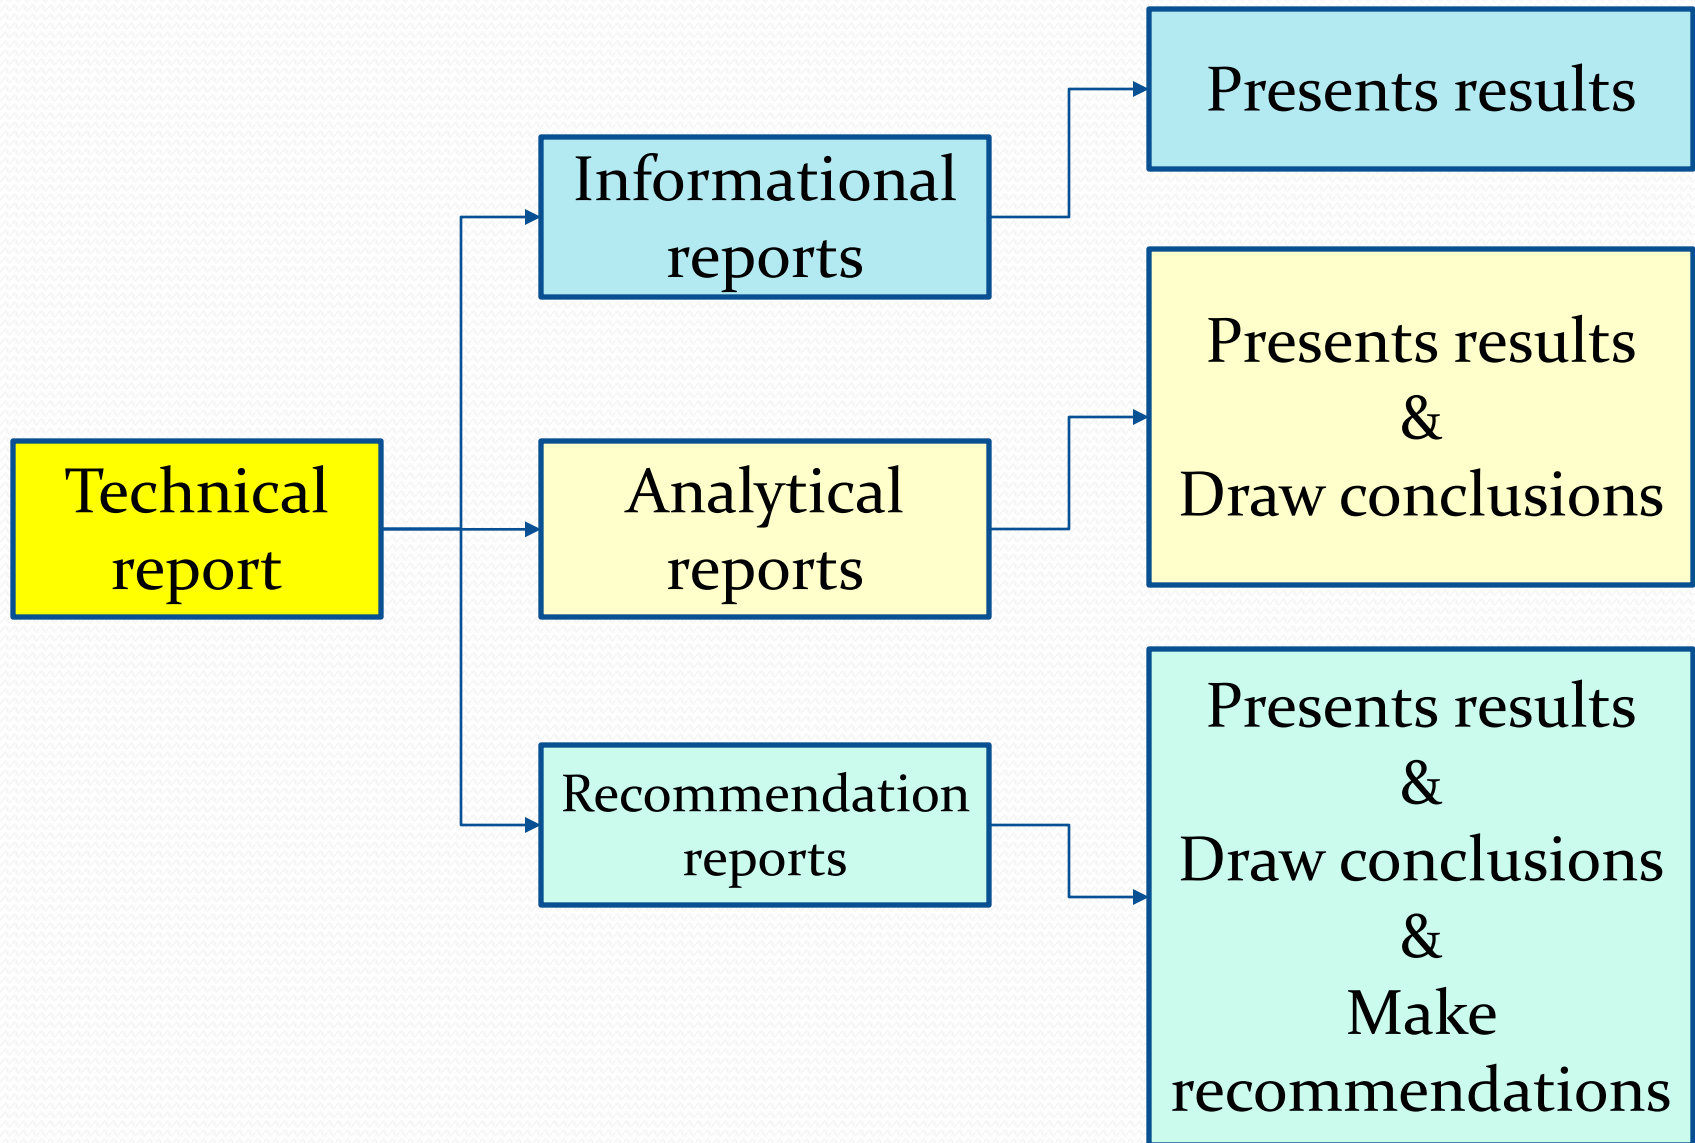 Technical
report
Informational
reports
Presents results
Analytical
reports
Presents results
&
Draw conclusions
Recommendation
reports
Presents results
&
Draw conclusions
&
Make
recommendations